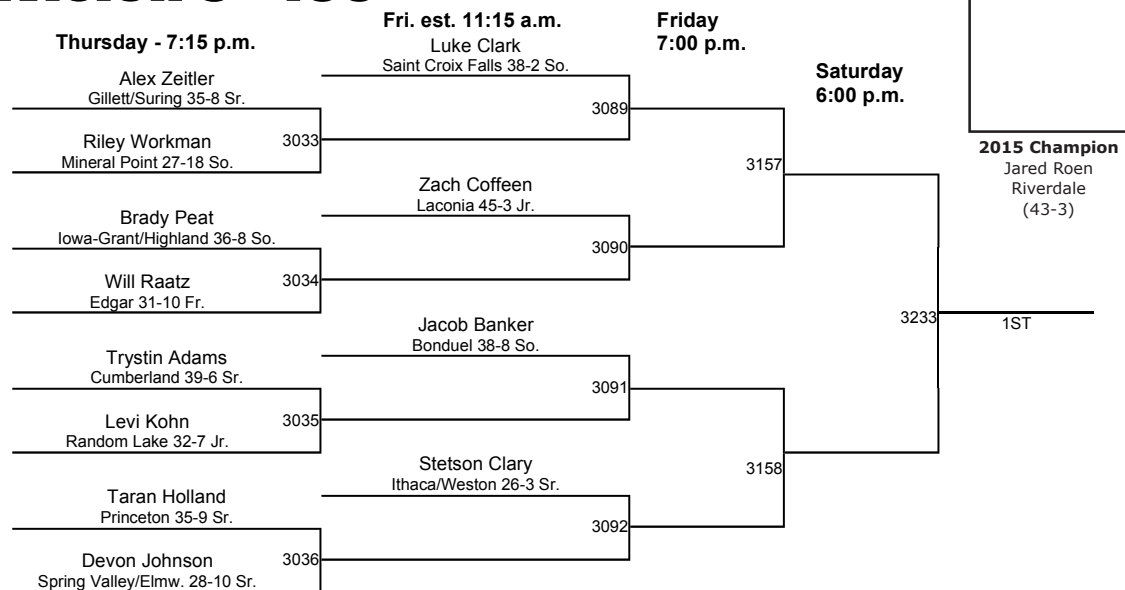 Thursday - 7:15 p.m.
Fri. est. 11:15 a.m.
Friday
7:00 p.m.
Saturday
6:00 p.m.
Luke Clark
Saint Croix Falls 38-2 So.
Alex Zeitler
Gillett/Suring 35-8 Sr.
3089
3033
Riley Workman
Mineral Point 27-18 So.
3157
2015 Champion
Jared Roen
Riverdale
(43-3)
Zach Coffeen
Laconia 45-3 Jr.
Brady Peat
Iowa-Grant/Highland 36-8 So.
3090
3034
Will Raatz
Edgar 31-10 Fr.
3233
1ST
Jacob Banker
Bonduel 38-8 So.
Trystin Adams
Cumberland 39-6 Sr.
3091
3035
Levi Kohn
Random Lake 32-7 Jr.
3158
Stetson Clary
Ithaca/Weston 26-3 Sr.
Taran Holland
Princeton 35-9 Sr.
3092
3036
Devon Johnson
Spring Valley/Elmw. 28-10 Sr.